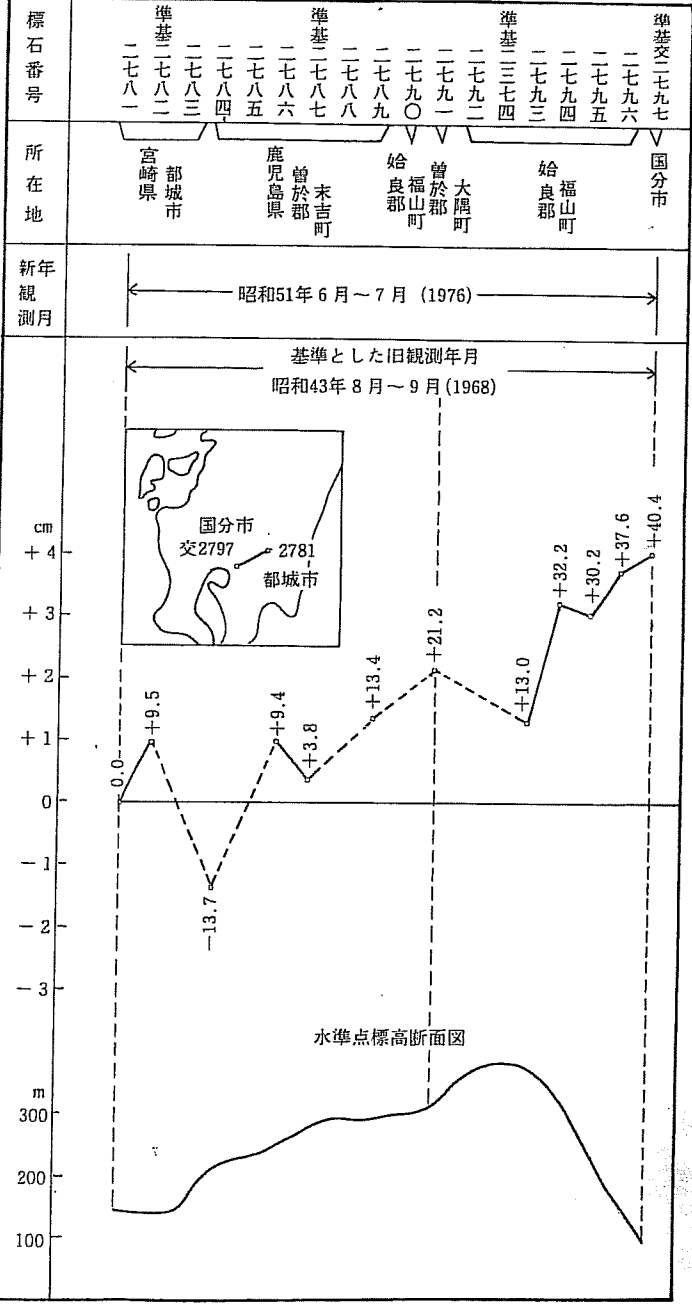 標石番号
二七八一
準基二七八二
二七八三
二七八四
二七八五
二七八六
準基二七八七
二七八八
二七八九
二七九〇
二七九一
二七九二
準基二三七四
二七九三
二七九四
二七九五
二七九六
準基交二七九七
所在地
宮崎県
都城市
鹿児島県
曽於郡
末吉町
姶良郡
福山町
曽於郡
大隅町
姶良郡
福山町
国分市
新観測年月
昭和51年6月〜7月 (1976)
基準とした旧観測年月
昭和43年8月〜9月(1968)
国分市
交2797
2781
都城市
cm
+4
+3
+2
+1
0
−1
−2
−3
0.0
+9.5
−13.7
+9.4
+3.8
+13.4
+21.2
+13.0
+32.2
+30.2
+37.6
+40.4
水準点標高断面図
m
300
200
100